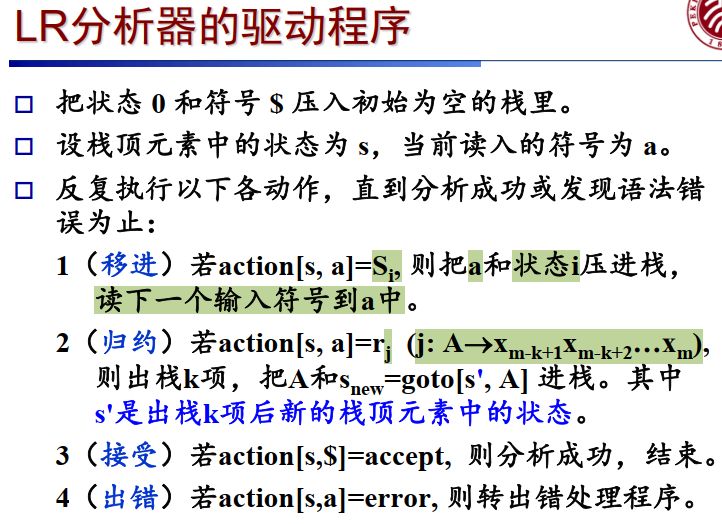 LR分析器的驱动程序
□ 把状态 0 和符号 $ 压入初始为空的栈里。
□ 设栈顶元素中的状态为 s，当前读入的符号为 a。
□ 反复执行以下各动作，直到分析成功或发现语法错
误为止：
1（移进）若action[s, a]=Si, 则把a和状态i压进栈，
读下一个输入符号到a中。
2（归约）若action[s, a]=rj (j: A→xm-k+1xm-k+2…xm),
则出栈k项，把A和snew=goto[s', A] 进栈。其中
s'是出栈k项后新的栈顶元素中的状态。
3（接受）若action[s,$]=accept, 则分析成功，结束。
4（出错）若action[s,a]=error, 则转出错处理程序。